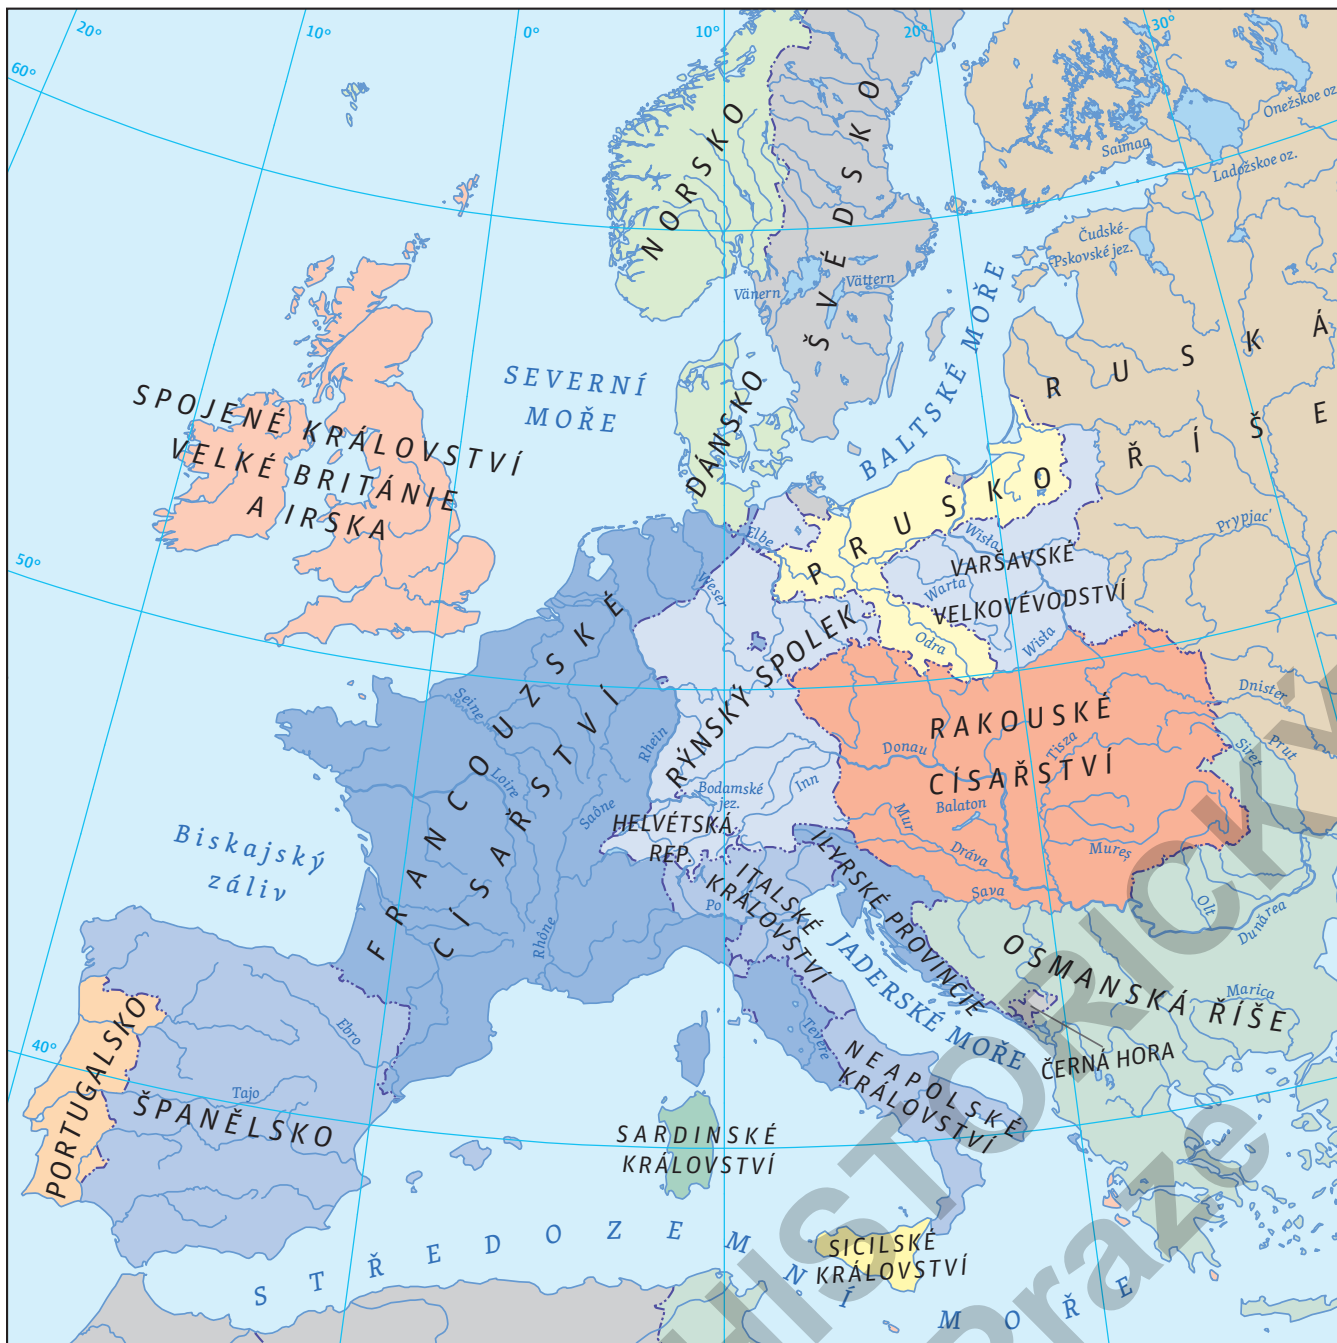 20°
10°
0°
10°
20°
30°
60°
50°
40°
NORSKO
ŠVÉDSKO
Saimaa
Onežskoe oz.
Ladožskoe oz.
Čudské-
Pskovské jez.
Vänern
Vättern
SEVERNÍ
MOŘE
BALTSKÉ MOŘE
DÁNSKO
SPOJENÉ KRÁLOVSTVÍ
VELKÉ BRITÁNIE
A IRSKA
RUSKÁ
ŘÍŠE
PRUSKO
Elbe
Weser
Wisła
Warta
Odra
Wisła
Prypjac'
VARŠAVSKÉ
VELKOVÉVODSTVÍ
RÝNSKÝ SPOLEK
FRANCOUZSKÉ
CÍSAŘSTVÍ
Seine
Loire
Saône
Rhein
Rhône
RAKOUSKÉ
CÍSAŘSTVÍ
Donau
Tisza
Inn
Bodamské
jez.
Mur
Balaton
Dráva
Mureș
Sava
Dnister
Prut
Siret
Olt
Dunărea
Marica
HELVÉTSKÁ
REP.
ITALSKÉ
KRÁLOVSTVÍ
Po
ILYRSKÉ PROVINCIE
JADERSKÉ MOŘE
OSMANSKÁ ŘÍŠE
ČERNÁ HORA
Biskajský
záliv
Ebro
Tajo
PORTUGALSKO
ŠPANĚLSKO
Tevere
NEAPOLSKÉ
KRÁLOVSTVÍ
SARDINSKÉ
KRÁLOVSTVÍ
SICILSKÉ
KRÁLOVSTVÍ
STŘEDOZEMNÍ MOŘE
HISTORICKÝ
Praze